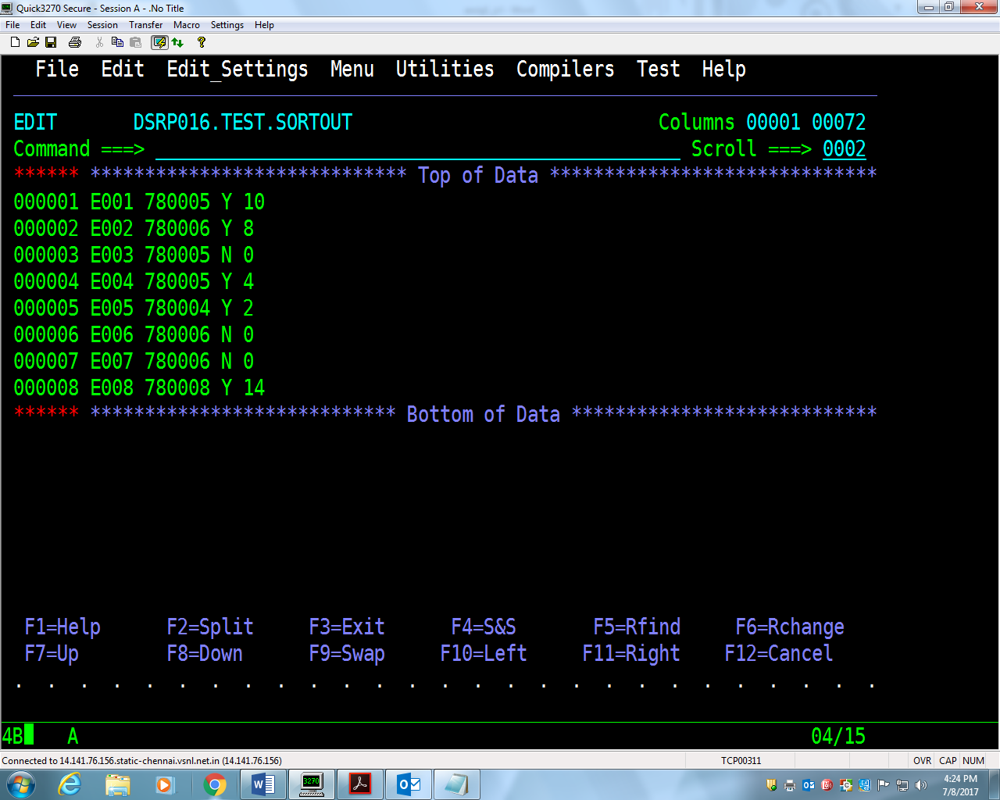 Quick3270 Secure - Session A - .No Title
File Edit View Session Transfer Macro Settings Help
File Edit Edit_Settings Menu Utilities Compilers Test Help
EDIT DSRP016.TEST.SORTOUT Columns 00001 00072
Command ===> Scroll ===> 0002
****** ***************************** Top of Data ******************************
000001 E001 780005 Y 10
000002 E002 780006 Y 8
000003 E003 780005 N 0
000004 E004 780005 Y 4
000005 E005 780004 Y 2
000006 E006 780006 N 0
000007 E007 780006 N 0
000008 E008 780008 Y 14
****** **************************** Bottom of Data ****************************
F1=Help F2=Split F3=Exit F4=S&S F5=Rfind F6=Rchange
F7=Up F8=Down F9=Swap F10=Left F11=Right F12=Cancel
. . . . . . . . . . . . . . . . . . . . . . . . . . .
4B A 04/15
Connected to 14.141.76.156.static-chennai.vsnl.net.in (14.141.76.156) TCP00311 OVR CAP NUM
3270
4:24 PM
7/8/2017